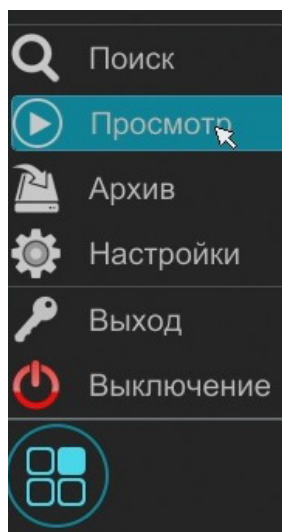 Поиск
Просмотр
Архив
Настройки
Выход
Выключение